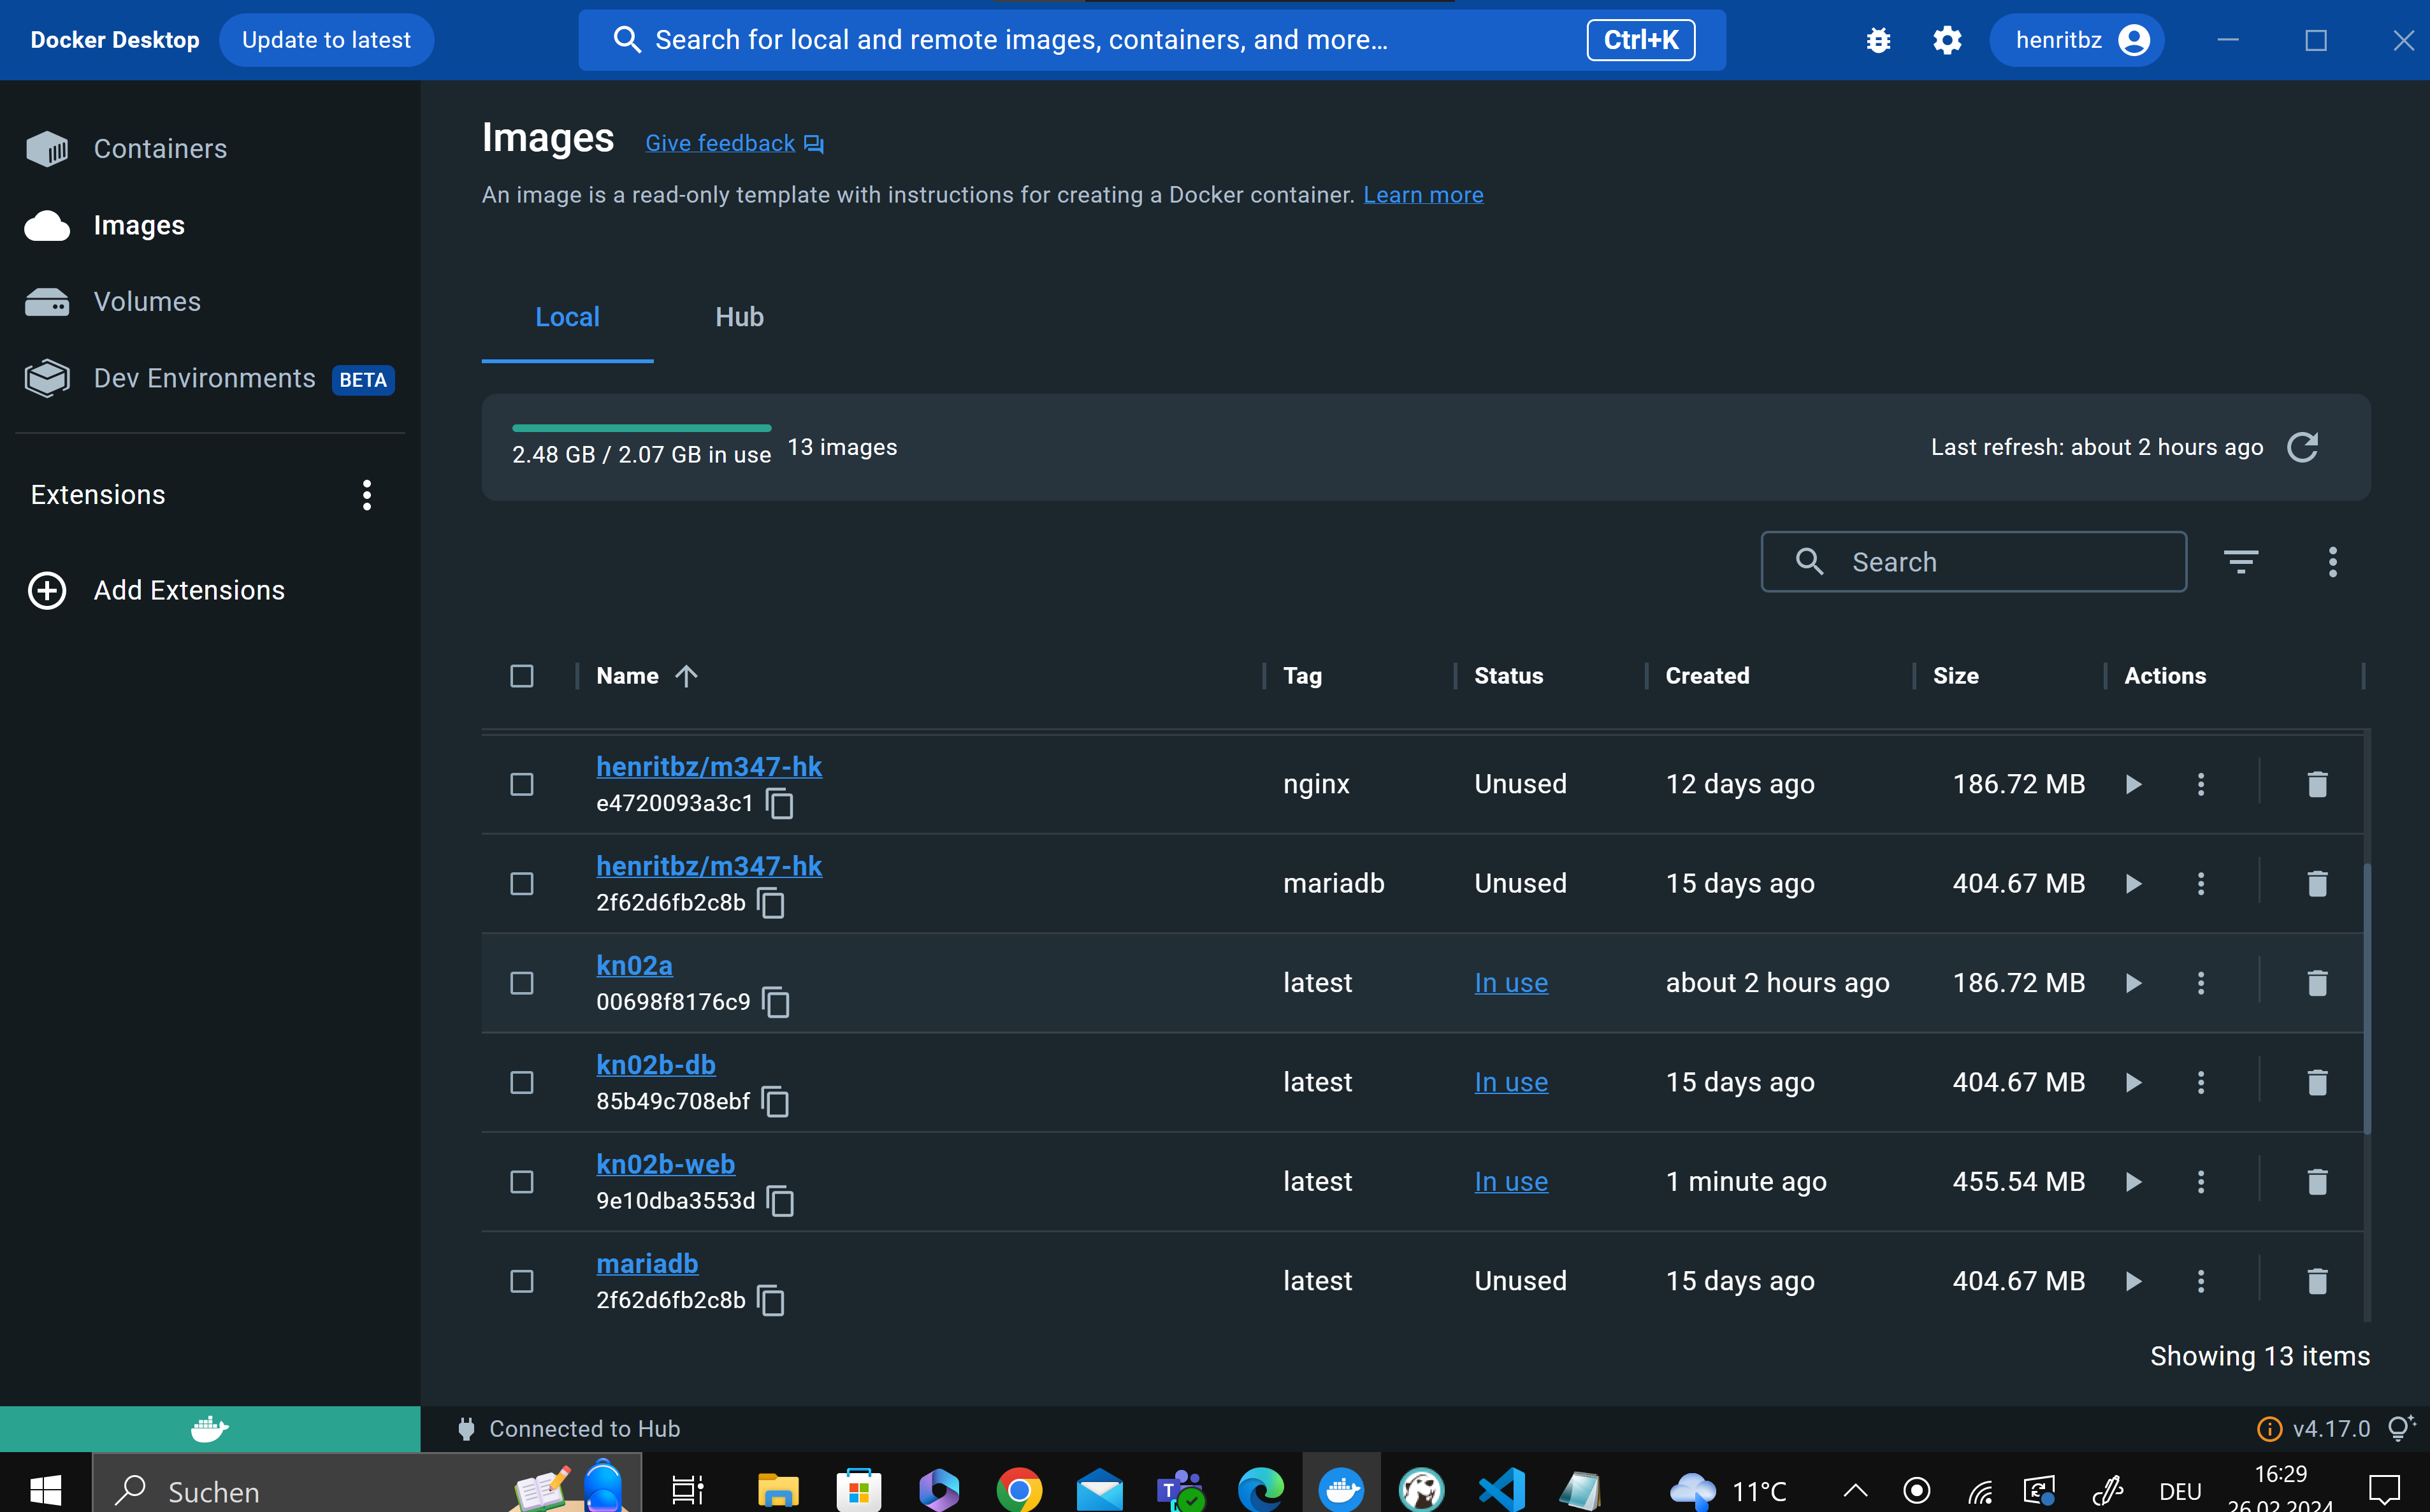 Docker Desktop
Update to latest
Search for local and remote images, containers, and more...
Ctrl+K
henritbz
Containers
Images
Volumes
Dev Environments BETA
Extensions
Add Extensions
Images
Give feedback
An image is a read-only template with instructions for creating a Docker container. Learn more
Local
Hub
2.48 GB / 2.07 GB in use
13 images
Last refresh: about 2 hours ago
Search
Name Tag Status Created Size Actions
henritbz/m347-hk
e4720093a3c1
nginx Unused 12 days ago 186.72 MB
henritbz/m347-hk
2f62d6fb2c8b
mariadb Unused 15 days ago 404.67 MB
kn02a
00698f8176c9
latest In use about 2 hours ago 186.72 MB
kn02b-db
85b49c708ebf
latest In use 15 days ago 404.67 MB
kn02b-web
9e10dba3553d
latest In use 1 minute ago 455.54 MB
mariadb
2f62d6fb2c8b
latest Unused 15 days ago 404.67 MB
Showing 13 items
Connected to Hub
v4.17.0
Suchen
11°C
DEU
16:29
26.02.2024